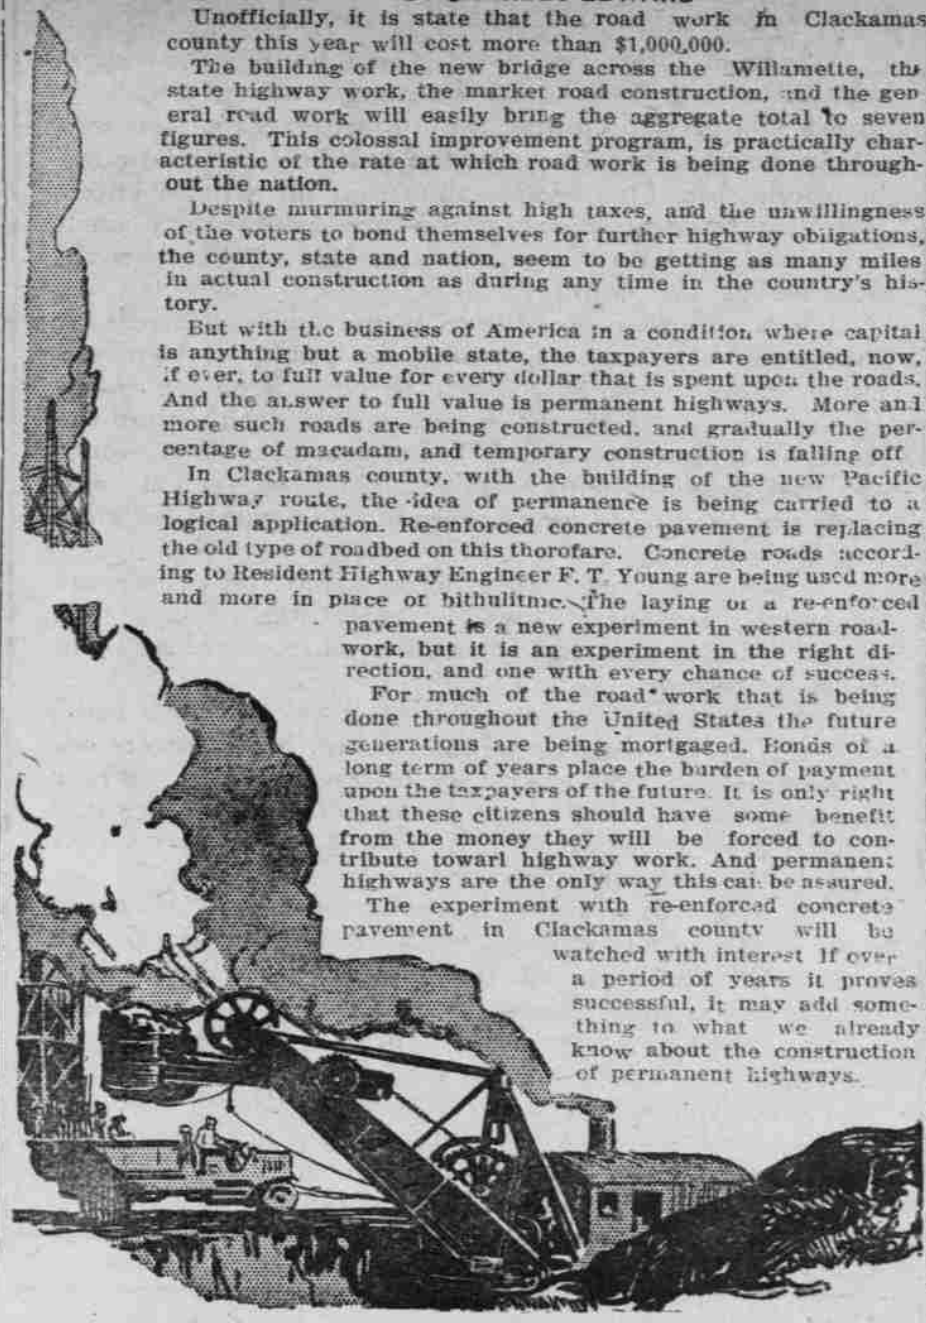 Unofficially, it is state that the road work in Clackamas
county this year will cost more than $1,000,000.
The building of the new bridge across the Willamette, the
state highway work, the market road construction, and the gen
eral road work will easily bring the aggregate total to seven
figures. This colossal improvement program, is practically char-
acteristic of the rate at which road work is being done through-
out the nation.
Despite murmuring against high taxes, and the unwillingness
of the voters to bond themselves for further highway obligations,
the county, state and nation, seem to be getting as many miles
in actual construction as during any time in the country's his-
tory.
But with the business of America in a condition where capital
is anything but a mobile state, the taxpayers are entitled, now,
if ever, to full value for every dollar that is spent upon the roads.
And the answer to full value is permanent highways. More and
more such roads are being constructed, and gradually the per-
centage of macadam, and temporary construction is falling off
In Clackamas county, with the building of the new Pacific
Highway route, the idea of permanence is being carried to a
logical application. Re-enforced concrete pavement is replacing
the old type of roadbed on this thorofare. Concrete roads accord-
ing to Resident Highway Engineer F. T. Young are being used more
and more in place of bithulitme. The laying of a re-enforced
pavement is a new experiment in western road-
work, but it is an experiment in the right di-
rection, and one with every chance of success.
For much of the road work that is being
done throughout the United States the future
generations are being mortgaged. Bonds of a
long term of years place the burden of payment
upon the taxpayers of the future. It is only right
that these citizens should have some benefit
from the money they will be forced to con-
tribute toward highway work. And permanent
highways are the only way this can be assured.
The experiment with re-enforced concrete
pavement in Clackamas county will be
watched with interest If over
a period of years it proves
successful, it may add some-
thing to what we already
know about the construction
of permanent highways.